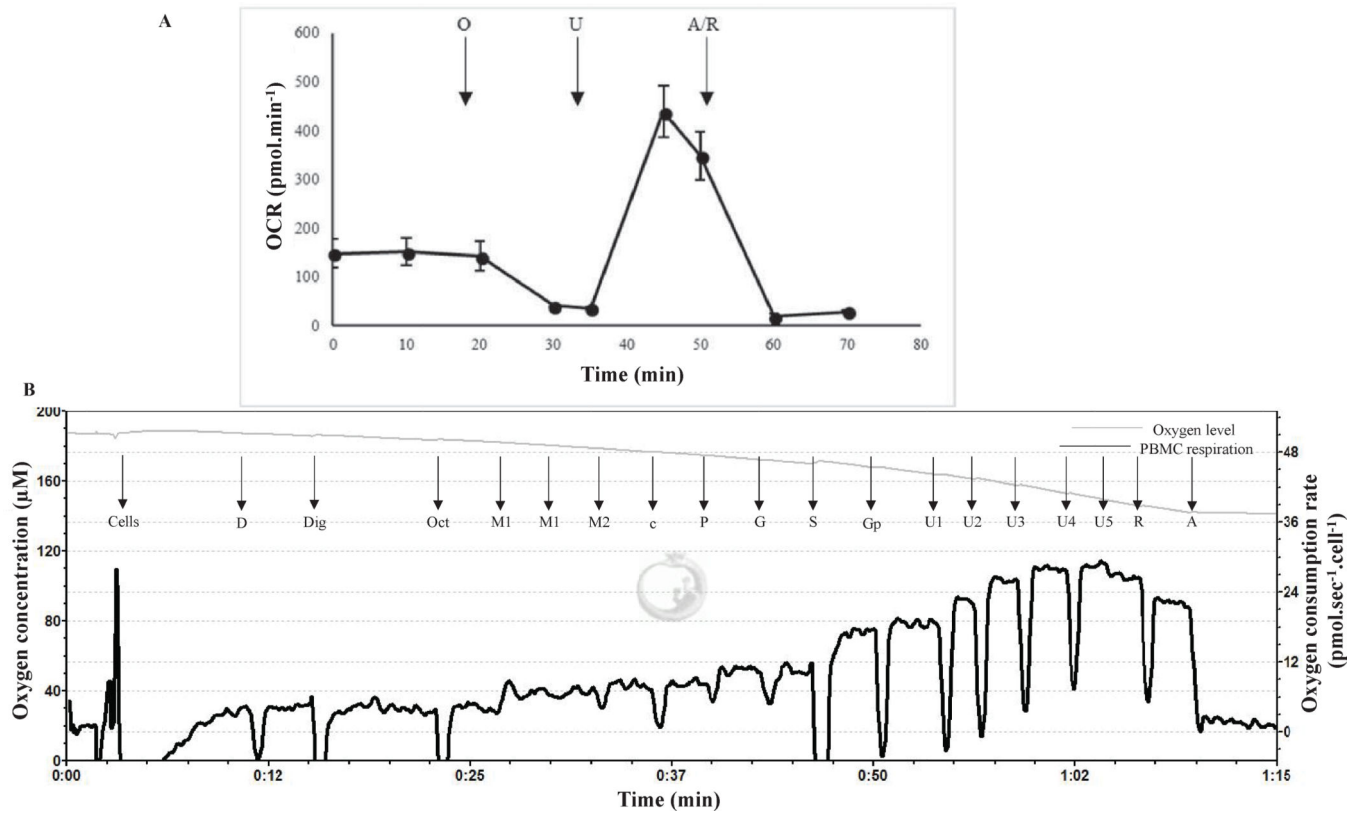 A
O U A/R
600
500
400
300
200
100
0
OCR (pmol.min⁻¹)
0 10 20 30 40 50 60 70 80
Time (min)
B
200
160
120
80
40
0
Oxygen concentration (µM)
Oxygen level
PBMC respiration
Cells D Dig Oct M1 M1 M2 c P G S Gp U1 U2 U3 U4 U5 R A
48
36
24
12
0
Oxygen consumption rate
(pmol.sec⁻¹.cell⁻¹)
0:00 0:12 0:25 0:37 0:50 1:02 1:15
Time (min)